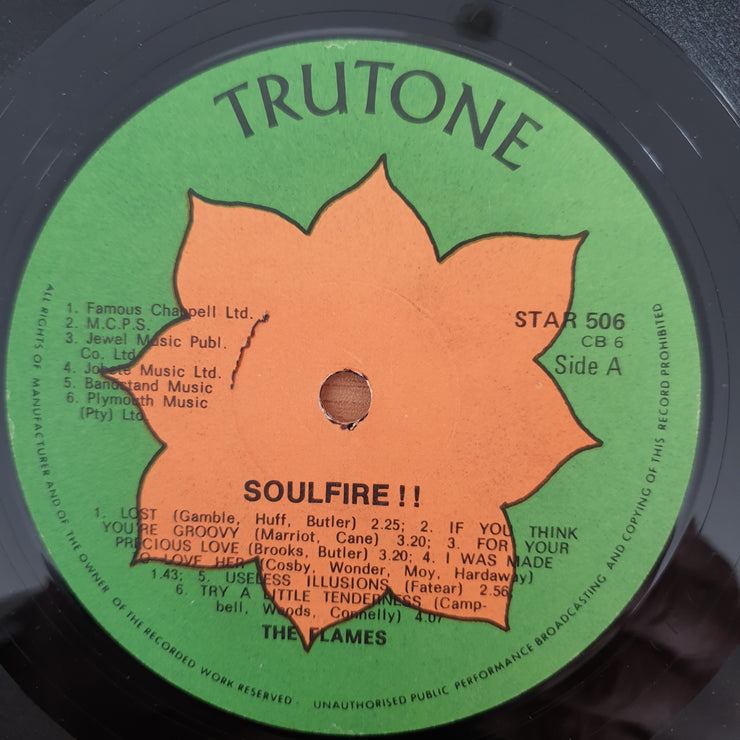 TRUTONE
1. Famous Chappell Ltd.
2. M.C.P.S.
3. Jewel Music Publ.
Co. Ltd
4. Jobete Music Ltd.
5. Bandstand Music
6. Plymouth Music
(Pty) Ltd
STAR 506
CB 6
Side A
SOULFIRE !!
1. LOST (Gamble, Huff, Butler) 2.25; 2. IF YOU THINK
YOU'RE GROOVY (Marriot, Cane) 3.20; 3. FOR YOUR
PRECIOUS LOVE (Brooks, Butler) 3.20; 4. I WAS MADE
TO LOVE HER (Cosby, Wonder, Moy, Hardaway)
1.43; 5. USELESS ILLUSIONS (Fatear) 2.56;
6. TRY A LITTLE TENDERNESS (Camp-
bell, Woods, Connelly) 4.07
THE FLAMES
ALL RIGHTS OF MANUFACTURER AND OF THE OWNER OF THE RECORDED WORK RESERVED. UNAUTHORISED PUBLIC PERFORMANCE BROADCASTING AND COPYING OF THIS RECORD PROHIBITED